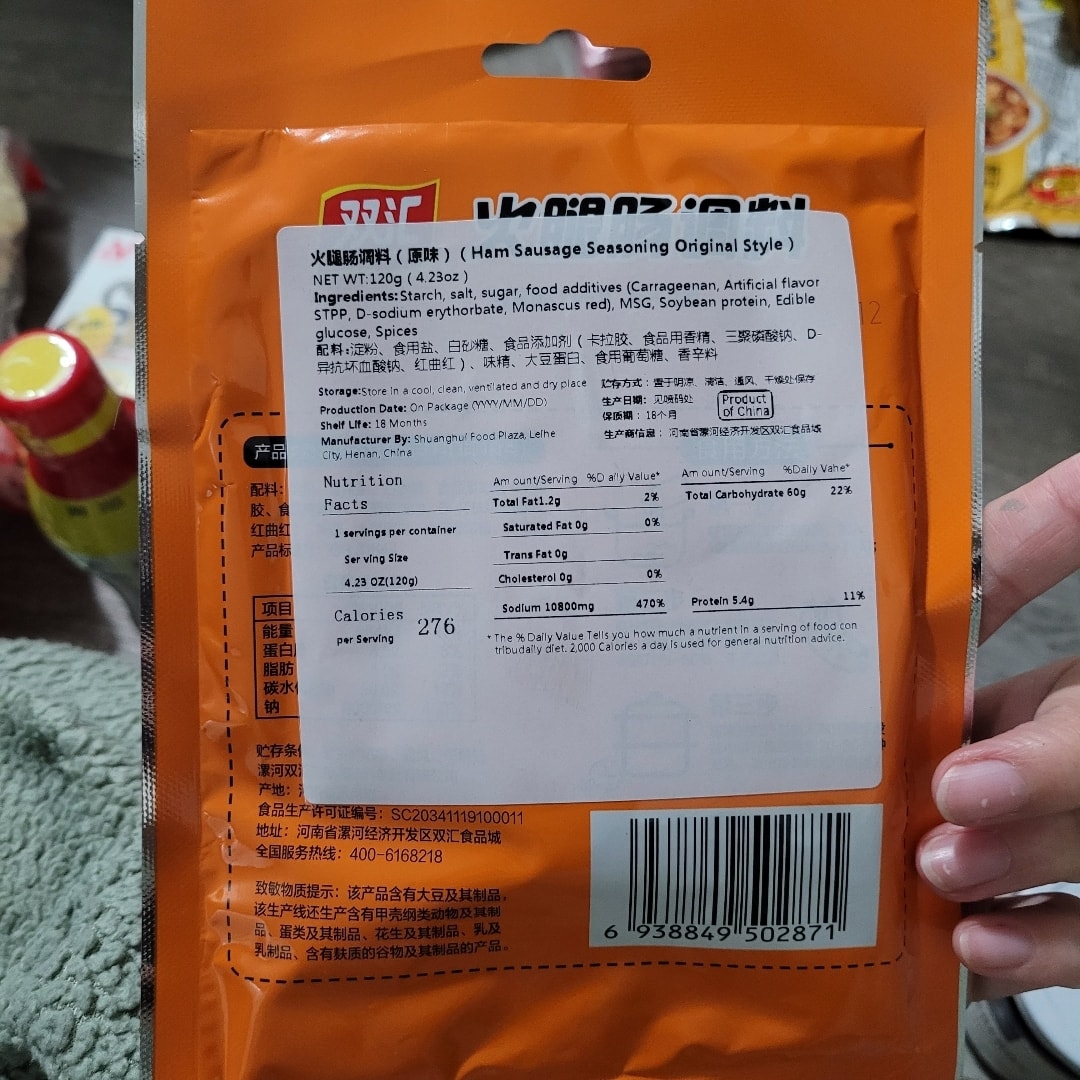 双汇 火腿肠调料
火腿肠调料（原味）（Ham Sausage Seasoning Original Style）
NET WT:120g（4.23oz）
Ingredients:Starch, salt, sugar, food additives (Carrageenan, Artificial flavor
STPP, D-sodium erythorbate, Monascus red), MSG, Soybean protein, Edible
glucose, Spices
配料:淀粉、食用盐、白砂糖、食品添加剂（卡拉胶、食品用香精、三聚磷酸钠、D-
异抗坏血酸钠、红曲红）、味精、大豆蛋白、食用葡萄糖、香辛料
Storage:Store in a cool, clean, ventilated and dry place
Production Date: On Package (YYYY/MM/DD)
Shelf Life: 18 Months
Manufacturer By: Shuanghui Food Plaza, Leihe
City, Henan, China
贮存方式：置于阴凉、清洁、通风、干燥处保存
生产日期：见喷码处
保质期：18个月
Product
of China
生产商信息：河南省漯河经济开发区双汇食品城
Nutrition
Facts
1 servings per container
Ser ving Size
4.23 OZ(120g)
Calories
per Serving 276
Am ount/Serving %D aily Value*
Total Fat1.2g 2%
Saturated Fat 0g 0%
Trans Fat 0g
Cholesterol 0g 0%
Sodium 10800mg 470%
Am ount/Serving %Daily Vahe*
Total Carbohydrate 60g 22%
Protein 5.4g 11%
* The % Daily Value Tells you how much a nutrient in a serving of food con
tribudaily diet. 2,000 Calories a day is used for general nutrition advice.
产品
配料:
胶、食
红曲红
产品标
项目
能量
蛋白
脂肪
碳水
钠
贮存条
漯河双
产地:
食品生产许可证编号：SC20341119100011
地址：河南省漯河经济开发区双汇食品城
全国服务热线：400-6168218
致敏物质提示：该产品含有大豆及其制品，
该生产线还生产含有甲壳纲类动物及其制
品、蛋类及其制品、花生及其制品、乳及
乳制品、含有麸质的谷物及其制品的产品。
6 938849 502871